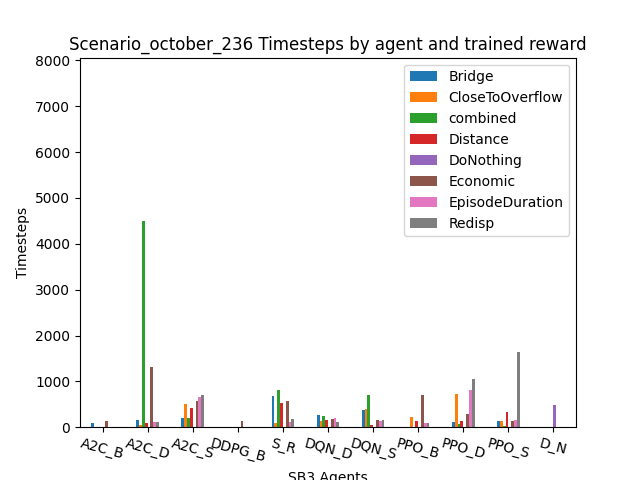 Scenario_october_236 Timesteps by agent and trained reward
8000
7000
6000
5000
4000
3000
2000
1000
0
Timesteps
Bridge
CloseToOverflow
combined
Distance
DoNothing
Economic
EpisodeDuration
Redisp
A2C_B
A2C_D
A2C_S
DDPG_B
S_R
DQN_D
DQN_S
PPO_B
PPO_D
PPO_S
D_N
SB3 Agents